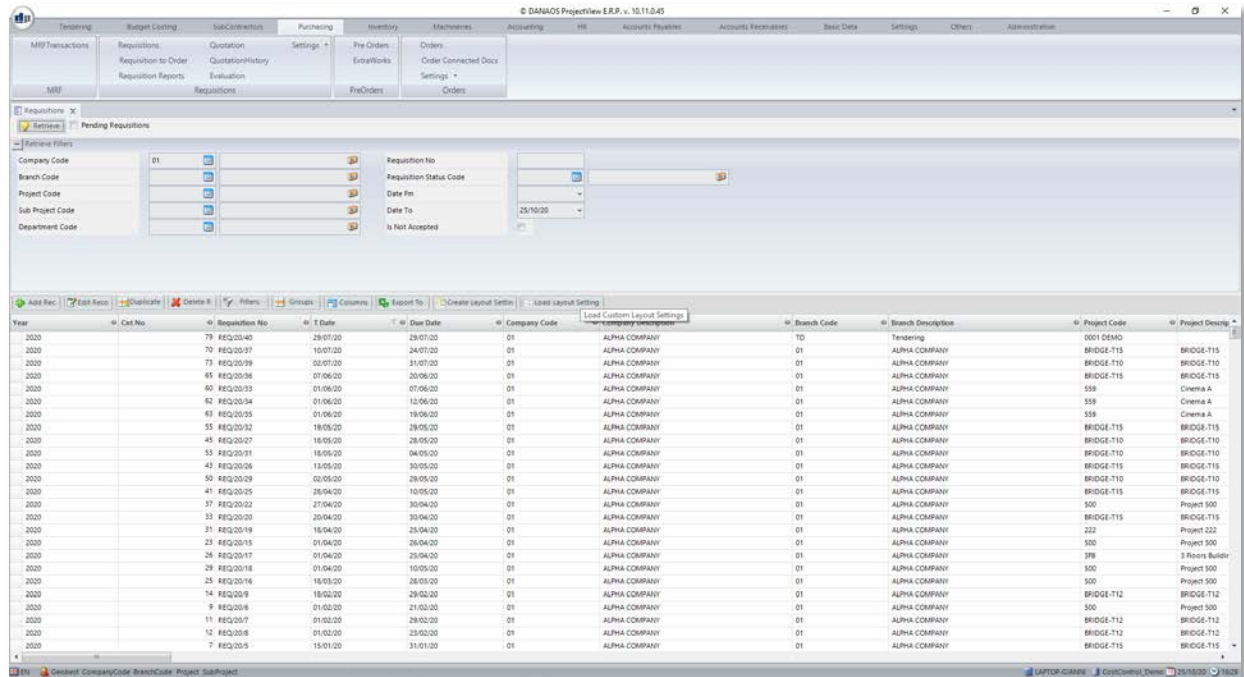 © DANAOS ProjectView E.R.P. v. 10.11.0.45
Tendering Budget Costing SubContractors Purchasing Inventory Machineries Accounting HR Accounts Payables Accounts Receivables Basic Data Settings Others Administration
MRFTransactions Requisitions Quotation Settings Pre Orders Orders
Requisition to Order QuotationHistory ExtraWorks Order Connected Docs
Requisition Reports Evaluation Settings
MRF Requisitions PreOrders Orders
Requisitions X
Retrieve Pending Requisitions
Retrieve Filters
Company Code 01 Requisition No
Branch Code Requisition Status Code
Project Code Date Fm
Sub Project Code Date To 25/10/20
Department Code Is Not Accepted
Add Rec Edit Reco Duplicate Delete R Filters Groups Columns Export To Create Layout Settin Load Layout Setting
Load Custom Layout Settings
Year Cnt No Requisition No T Date Due Date Company Code Company Description Branch Code Branch Description Project Code Project Descrip
2020 79 REQ/20/40 29/07/20 29/07/20 01 ALPHA COMPANY TD Tendering 0001 DEMO
2020 70 REQ/20/37 10/07/20 24/07/20 01 ALPHA COMPANY 01 ALPHA COMPANY BRIDGE-T15 BRIDGE-T15
2020 73 REQ/20/39 02/07/20 31/07/20 01 ALPHA COMPANY 01 ALPHA COMPANY BRIDGE-T10 BRIDGE-T10
2020 65 REQ/20/36 07/06/20 20/06/20 01 ALPHA COMPANY 01 ALPHA COMPANY BRIDGE-T15 BRIDGE-T15
2020 60 REQ/20/33 01/06/20 07/06/20 01 ALPHA COMPANY 01 ALPHA COMPANY 559 Cinema A
2020 62 REQ/20/34 01/06/20 12/06/20 01 ALPHA COMPANY 01 ALPHA COMPANY 559 Cinema A
2020 63 REQ/20/35 01/06/20 19/06/20 01 ALPHA COMPANY 01 ALPHA COMPANY 559 Cinema A
2020 55 REQ/20/32 19/05/20 29/05/20 01 ALPHA COMPANY 01 ALPHA COMPANY BRIDGE-T15 BRIDGE-T15
2020 45 REQ/20/27 18/05/20 28/05/20 01 ALPHA COMPANY 01 ALPHA COMPANY BRIDGE-T10 BRIDGE-T10
2020 53 REQ/20/31 18/05/20 04/05/20 01 ALPHA COMPANY 01 ALPHA COMPANY BRIDGE-T10 BRIDGE-T10
2020 43 REQ/20/26 13/05/20 30/05/20 01 ALPHA COMPANY 01 ALPHA COMPANY BRIDGE-T15 BRIDGE-T15
2020 50 REQ/20/29 02/05/20 29/05/20 01 ALPHA COMPANY 01 ALPHA COMPANY BRIDGE-T10 BRIDGE-T10
2020 41 REQ/20/25 28/04/20 10/05/20 01 ALPHA COMPANY 01 ALPHA COMPANY BRIDGE-T15 BRIDGE-T15
2020 37 REQ/20/22 27/04/20 30/04/20 01 ALPHA COMPANY 01 ALPHA COMPANY 500 Project 500
2020 33 REQ/20/20 20/04/20 30/04/20 01 ALPHA COMPANY 01 ALPHA COMPANY BRIDGE-T15 BRIDGE-T15
2020 31 REQ/20/19 16/04/20 25/04/20 01 ALPHA COMPANY 01 ALPHA COMPANY 222 Project 222
2020 23 REQ/20/15 01/04/20 26/04/20 01 ALPHA COMPANY 01 ALPHA COMPANY 500 Project 500
2020 26 REQ/20/17 01/04/20 25/04/20 01 ALPHA COMPANY 01 ALPHA COMPANY 3FB 3 Floors Buildin
2020 29 REQ/20/18 01/04/20 10/05/20 01 ALPHA COMPANY 01 ALPHA COMPANY 500 Project 500
2020 25 REQ/20/16 18/03/20 28/03/20 01 ALPHA COMPANY 01 ALPHA COMPANY 500 Project 500
2020 14 REQ/20/9 18/02/20 29/02/20 01 ALPHA COMPANY 01 ALPHA COMPANY BRIDGE-T12 BRIDGE-T12
2020 9 REQ/20/6 01/02/20 21/02/20 01 ALPHA COMPANY 01 ALPHA COMPANY 500 Project 500
2020 11 REQ/20/7 01/02/20 29/02/20 01 ALPHA COMPANY 01 ALPHA COMPANY BRIDGE-T12 BRIDGE-T12
2020 12 REQ/20/8 01/02/20 23/02/20 01 ALPHA COMPANY 01 ALPHA COMPANY BRIDGE-T12 BRIDGE-T12
2020 7 REQ/20/5 15/01/20 31/01/20 01 ALPHA COMPANY 01 ALPHA COMPANY BRIDGE-T15 BRIDGE-T15
EN Geobest CompanyCode BranchCode Project SubProject LAPTOP-GIANNI CostControl_Demo 25/10/20 16:29